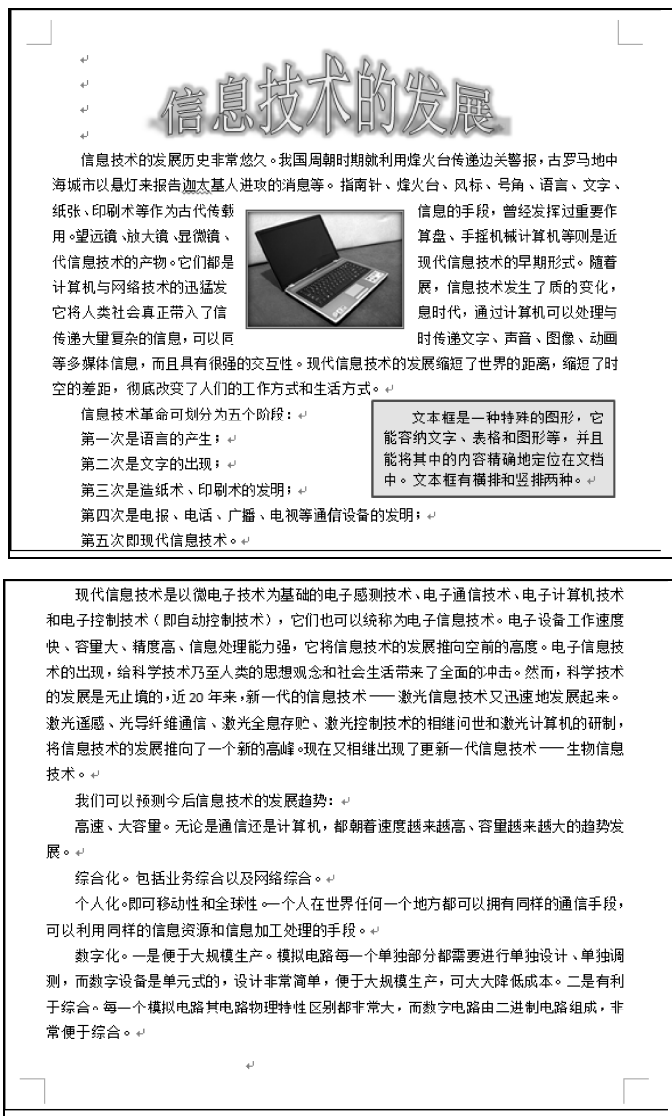 信息技术的发展
信息技术的发展历史非常悠久。我国周朝时期就利用烽火台传递边关警报，古罗马地中
海城市以悬灯来报告迦太基人进攻的消息等。指南针、烽火台、风标、号角、语言、文字、
纸张、印刷术等作为古代传载 信息的手段，曾经发挥过重要作
用。望远镜、放大镜、显微镜、 算盘、手摇机械计算机等则是近
代信息技术的产物。它们都是 现代信息技术的早期形式。随着
计算机与网络技术的迅猛发 展，信息技术发生了质的变化，
它将人类社会真正带入了信 息时代，通过计算机可以处理与
传递大量复杂的信息，可以同 时传递文字、声音、图像、动画
等多媒体信息，而且具有很强的交互性。现代信息技术的发展缩短了世界的距离，缩短了时
空的差距，彻底改变了人们的工作方式和生活方式。
信息技术革命可划分为五个阶段：
第一次是语言的产生；
第二次是文字的出现；
第三次是造纸术、印刷术的发明；
第四次是电报、电话、广播、电视等通信设备的发明；
第五次即现代信息技术。
文本框是一种特殊的图形，它
能容纳文字、表格和图形等，并且
能将其中的内容精确地定位在文档
中。文本框有横排和竖排两种。
现代信息技术是以微电子技术为基础的电子感测技术、电子通信技术、电子计算机技术
和电子控制技术（即自动控制技术），它们也可以统称为电子信息技术。电子设备工作速度
快、容量大、精度高、信息处理能力强，它将信息技术的发展推向空前的高度。电子信息技
术的出现，给科学技术乃至人类的思想观念和社会生活带来了全面的冲击。然而，科学技术
的发展是无止境的，近 20 年来，新一代的信息技术——激光信息技术又迅速地发展起来。
激光遥感、光导纤维通信、激光全息存贮、激光控制技术的相继问世和激光计算机的研制，
将信息技术的发展推向了一个新的高峰。现在又相继出现了更新一代信息技术——生物信息
技术。
我们可以预测今后信息技术的发展趋势：
高速、大容量。无论是通信还是计算机，都朝着速度越来越高、容量越来越大的趋势发
展。
综合化。包括业务综合以及网络综合。
个人化。即可移动性和全球性。一个人在世界任何一个地方都可以拥有同样的通信手段，
可以利用同样的信息资源和信息加工处理的手段。
数字化。一是便于大规模生产。模拟电路每一个单独部分都需要进行单独设计、单独调
测，而数字设备是单元式的，设计非常简单，便于大规模生产，可大大降低成本。二是有利
于综合。每一个模拟电路其电路物理特性区别都非常大，而数字电路由二进制电路组成，非
常便于综合。